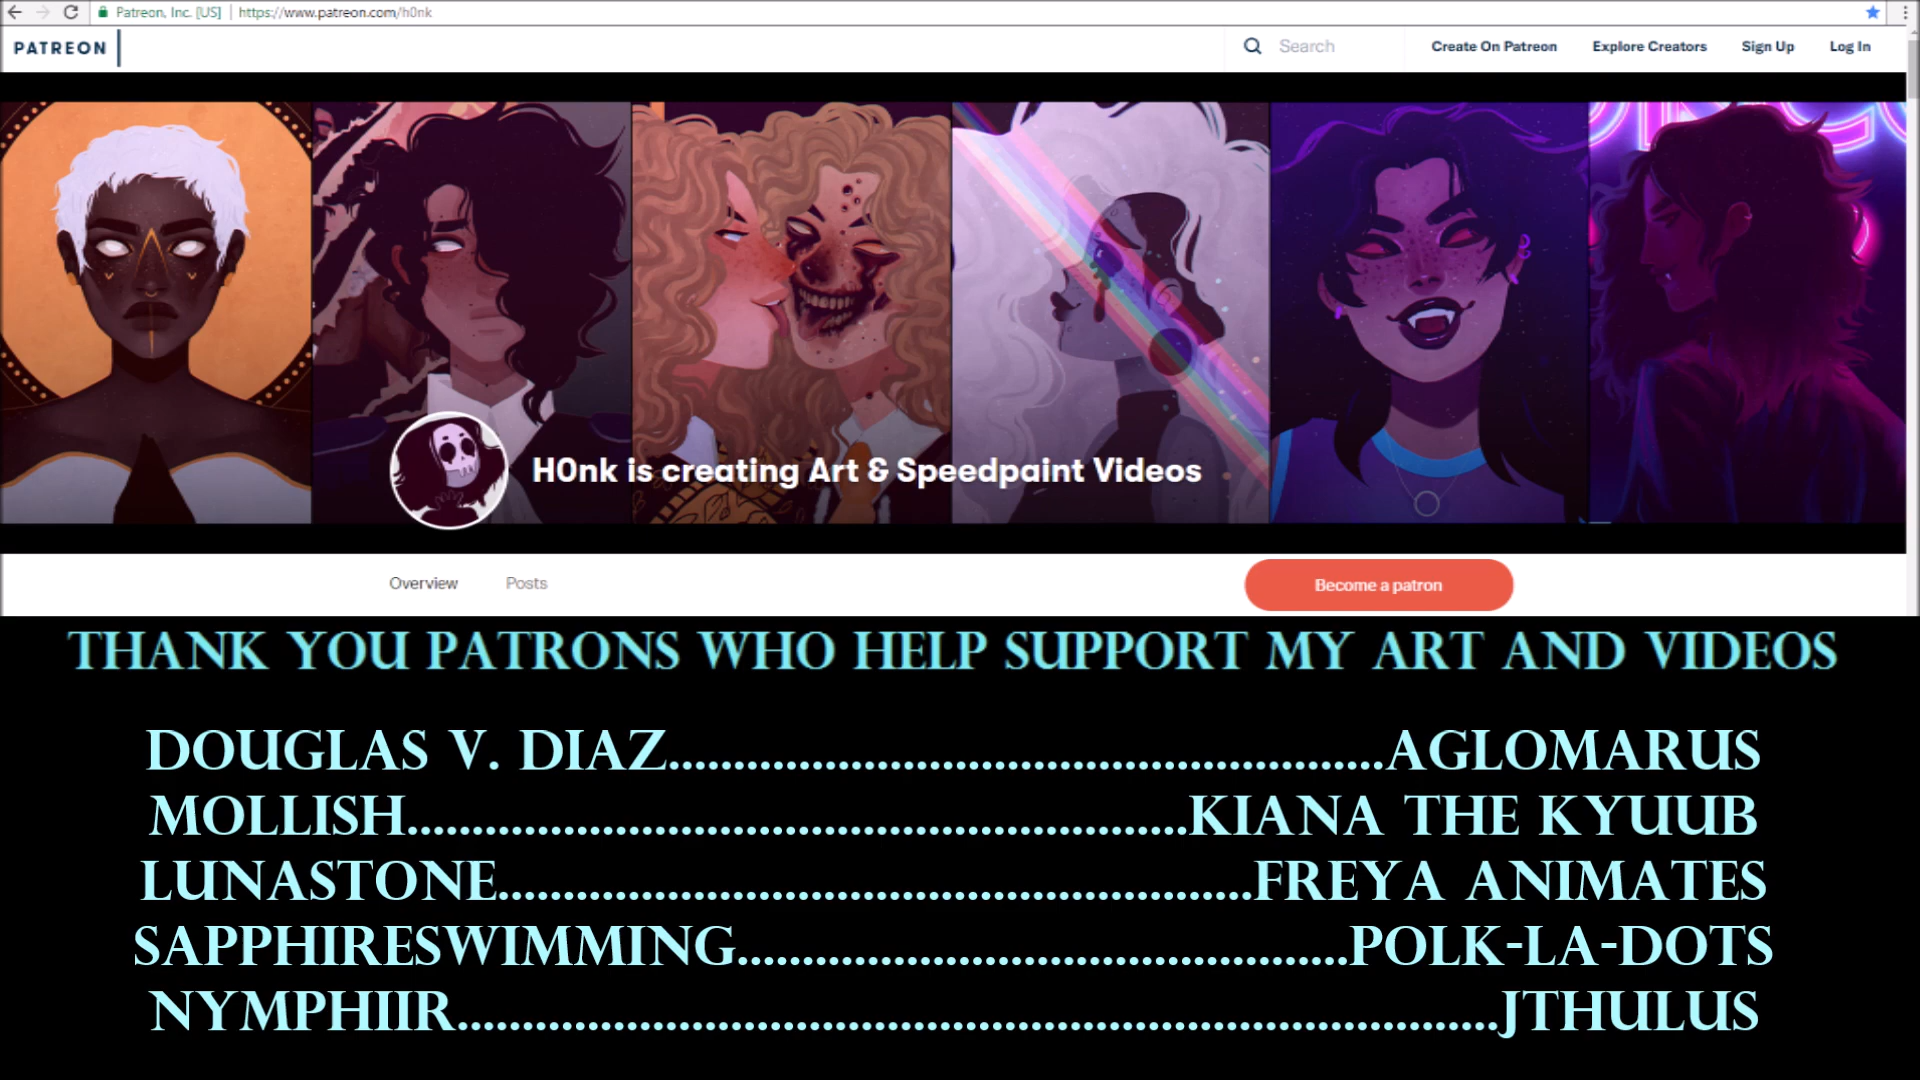 Patreon, Inc. [US] | https://www.patreon.com/h0nk
PATREON
Search
Create On Patreon
Explore Creators
Sign Up
Log In
H0nk is creating Art & Speedpaint Videos
Overview
Posts
Become a patron
THANK YOU PATRONS WHO HELP SUPPORT MY ART AND VIDEOS
DOUGLAS V. DIAZ.......................................................AGLOMARUS
MOLLISH............................................................KIANA THE KYUUB
LUNASTONE..........................................................FREYA ANIMATES
SAPPHIRESWIMMING...............................................POLK-LA-DOTS
NYMPHIIR................................................................................JTHULUS